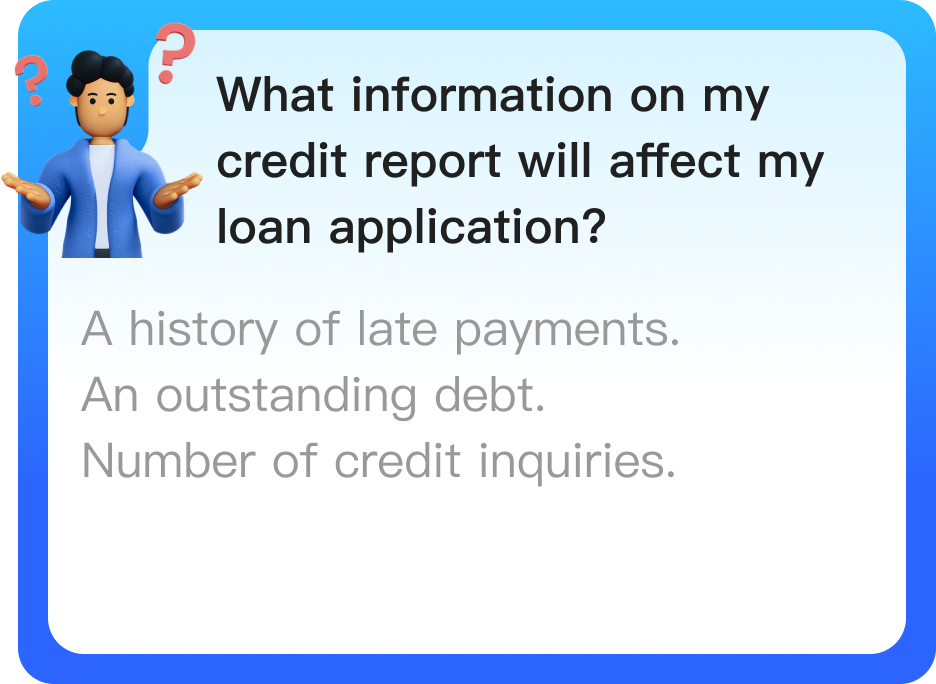 What information on my
credit report will affect my
loan application?
A history of late payments.
An outstanding debt.
Number of credit inquiries.